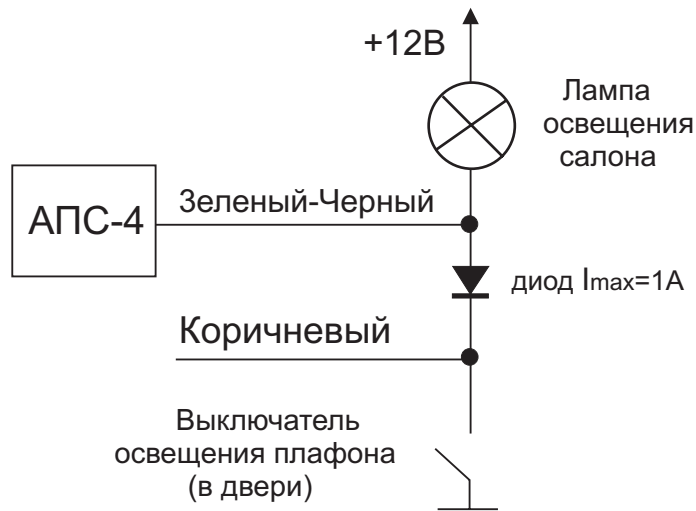 +12В
Лампа
освещения
салона
АПС-4
Зеленый-Черный
диод Imax=1А
Коричневый
Выключатель
освещения плафона
(в двери)